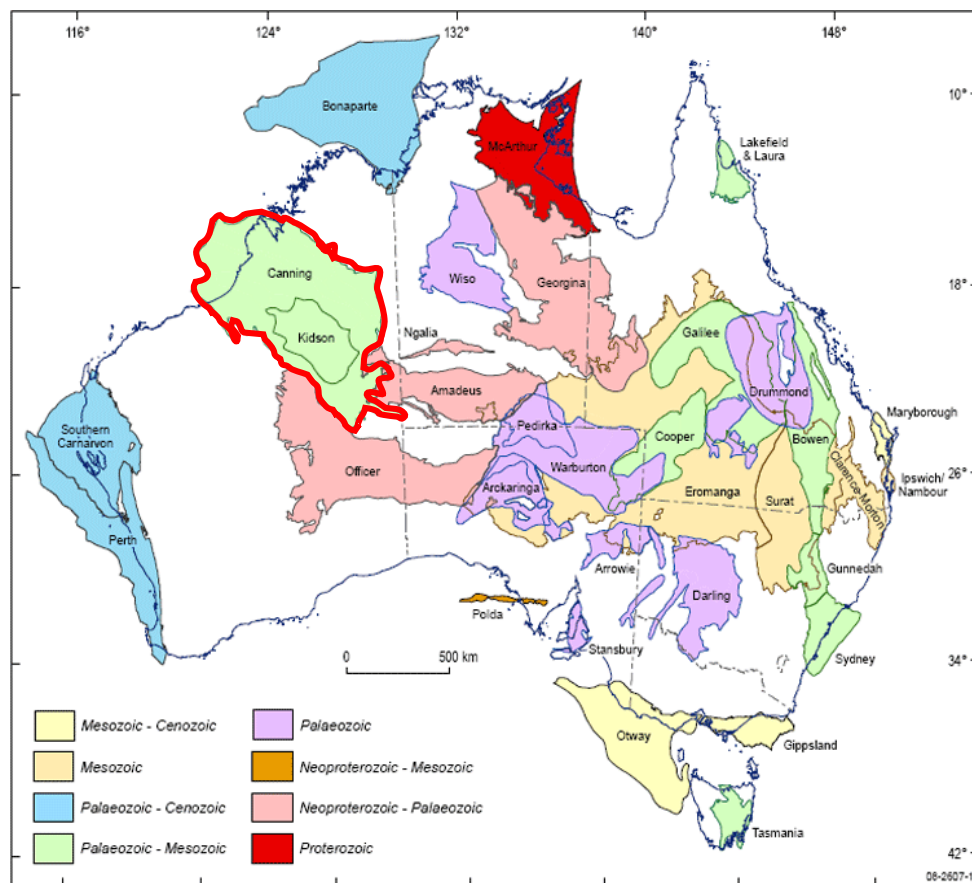 116°
124°
132°
140°
148°
10°
18°
26°
34°
42°
Bonaparte
McArthur
Lakefield
& Laura
Canning
Wiso
Georgina
Kidson
Ngalia
Galilee
Amadeus
Drummond
Maryborough
Pedirka
Southern
Carnarvon
Cooper
Bowen
Officer
Warburton
Arckaringa
Eromanga
Surat
Clarence-Morton
Ipswich/
Nambour
Perth
Arrowie
Gunnedah
Darling
Polda
Stansbury
Sydney
0
500 km
Otway
Gippsland
Tasmania
Mesozoic - Cenozoic
Mesozoic
Palaeozoic - Cenozoic
Palaeozoic - Mesozoic
Palaeozoic
Neoproterozoic - Mesozoic
Neoproterozoic - Palaeozoic
Proterozoic